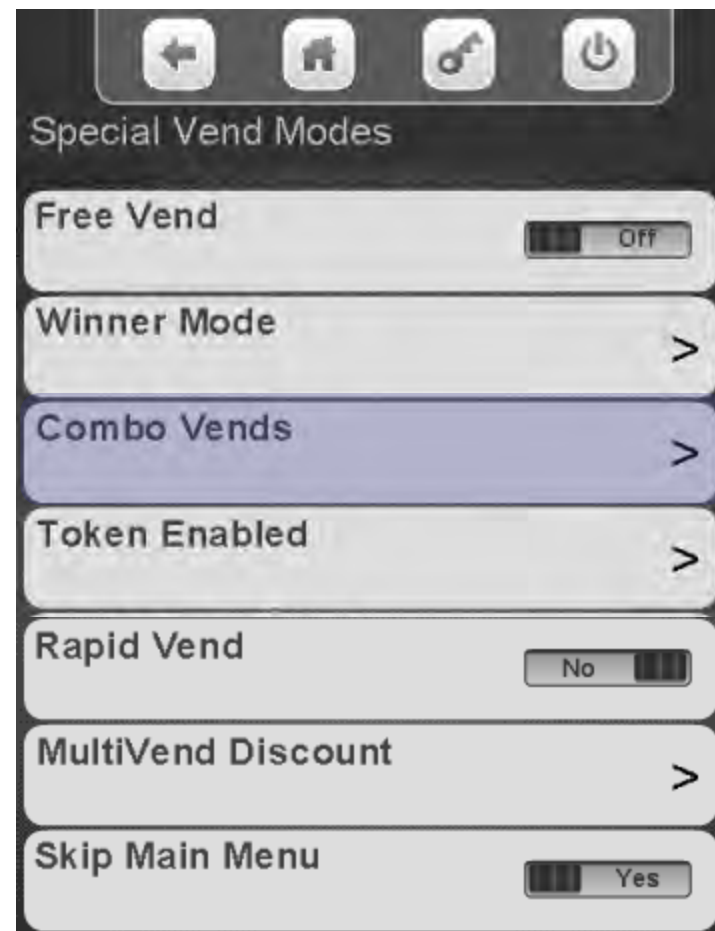 Special Vend Modes
Free Vend
Off
Winner Mode
>
Combo Vends
>
Token Enabled
>
Rapid Vend
No
MultiVend Discount
>
Skip Main Menu
Yes